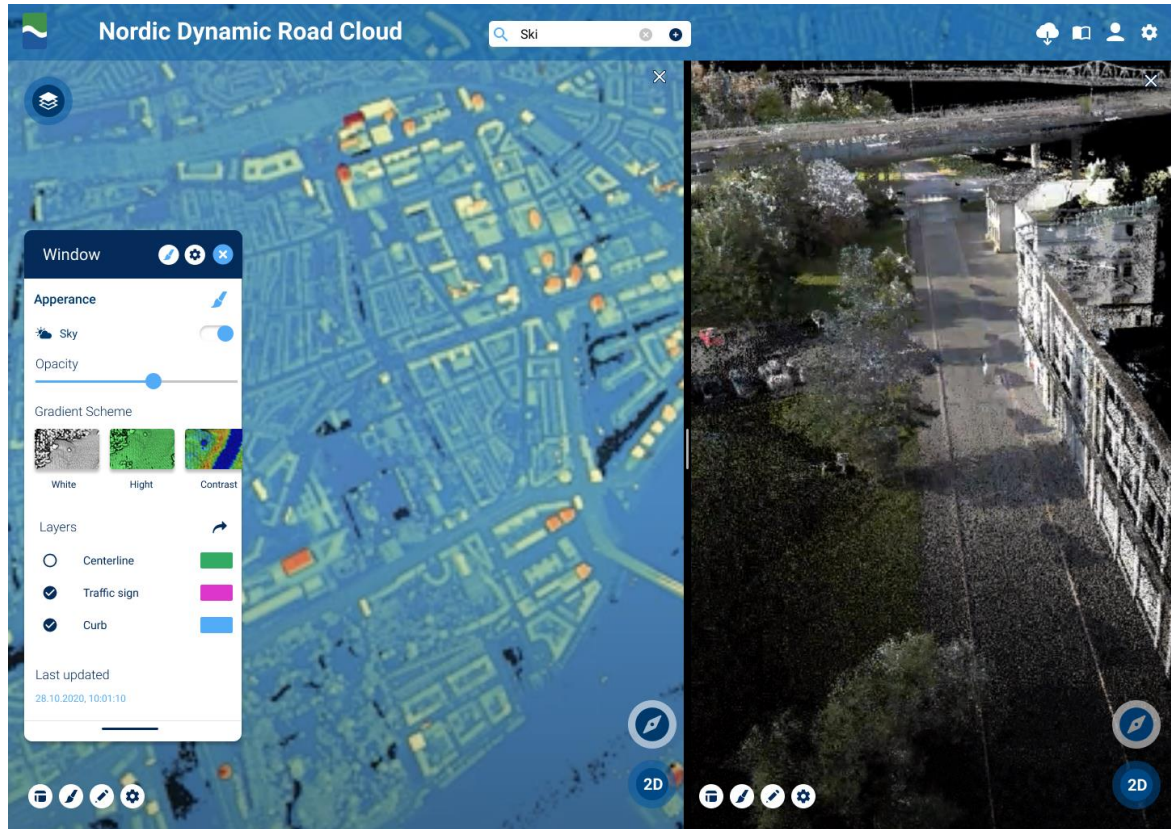 Nordic Dynamic Road Cloud
Ski
Window
Apperance
Sky
Opacity
Gradient Scheme
White Hight Contrast
Layers
Centerline
Traffic sign
Curb
Last updated
28.10.2020, 10:01:10
2D
2D